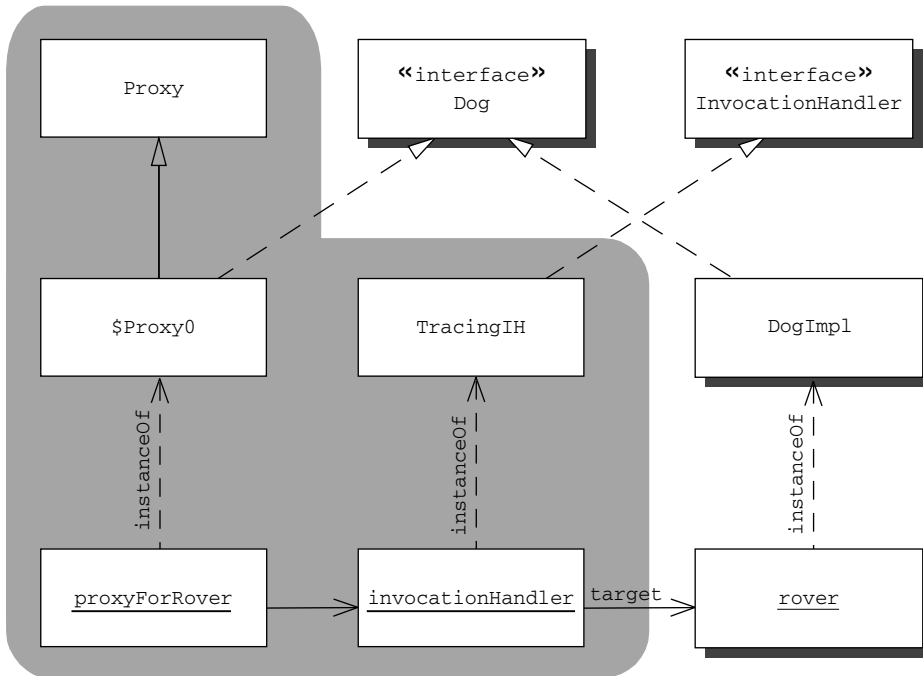 Proxy
«interface»
Dog
«interface»
InvocationHandler
$Proxy0
TracingIH
DogImpl
instanceOf
instanceOf
instanceOf
proxyForRover
invocationHandler
target
rover